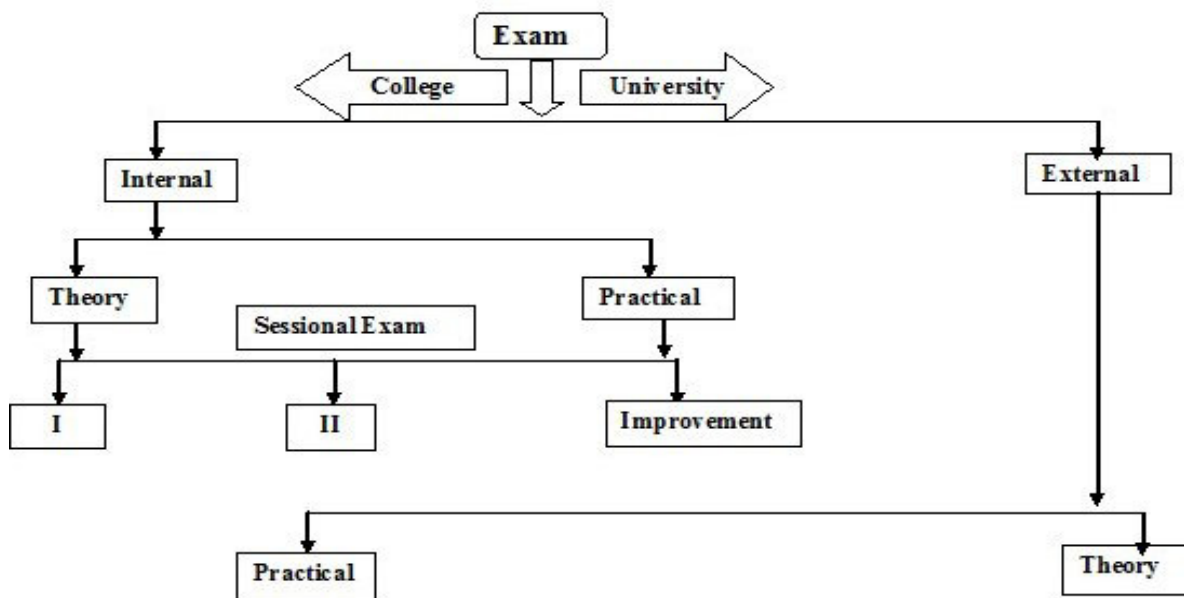 Exam
College
University
Internal
External
Theory
Practical
Sessional Exam
I
II
Improvement
Practical
Theory